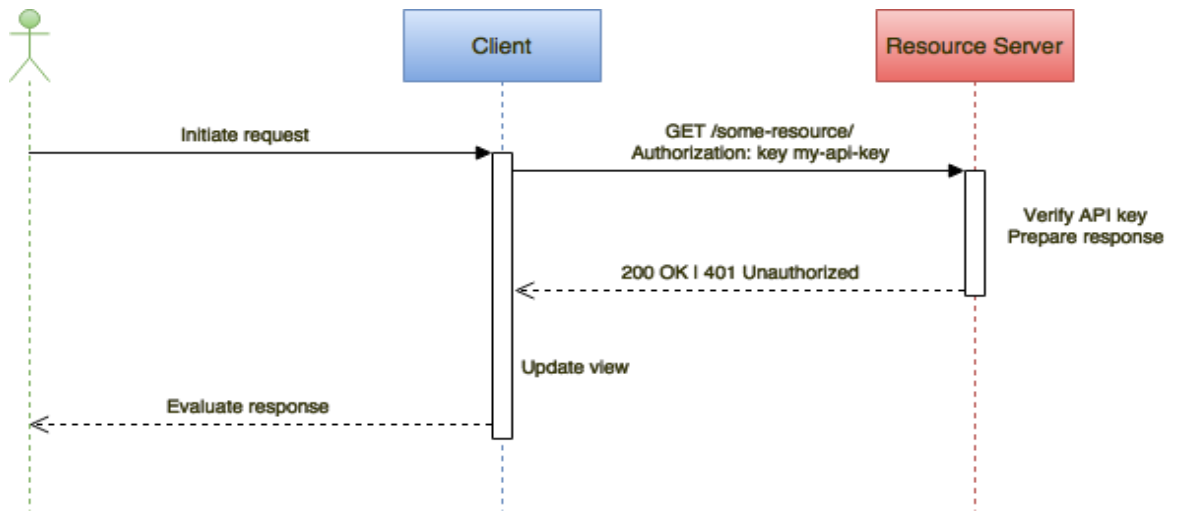 Client
Resource Server
Initiate request
GET /some-resource/
Authorization: key my-api-key
Verify API key
Prepare response
200 OK | 401 Unauthorized
Update view
Evaluate response